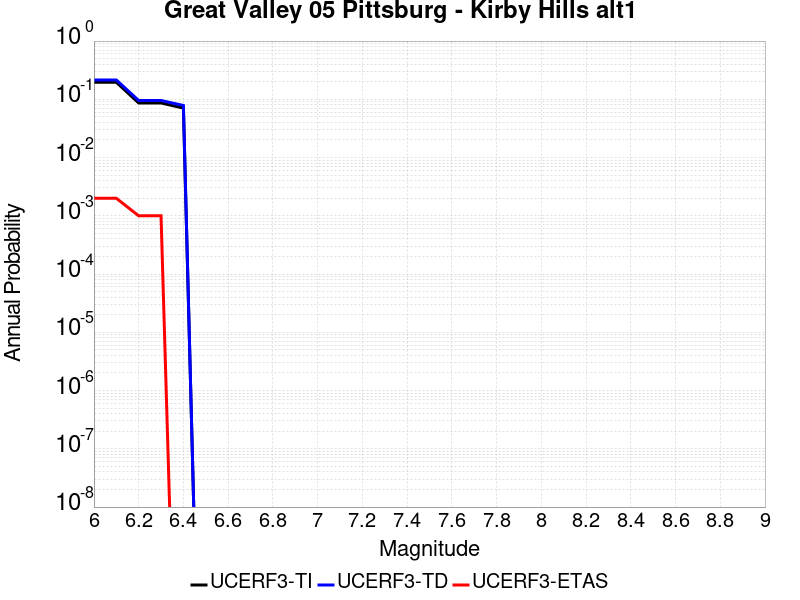 Great Valley 05 Pittsburg - Kirby Hills alt1
Annual Probability
10^0
10^-1
10^-2
10^-3
10^-4
10^-5
10^-6
10^-7
10^-8
6 6.2 6.4 6.6 6.8 7 7.2 7.4 7.6 7.8 8 8.2 8.4 8.6 8.8 9
Magnitude
UCERF3-TI UCERF3-TD UCERF3-ETAS